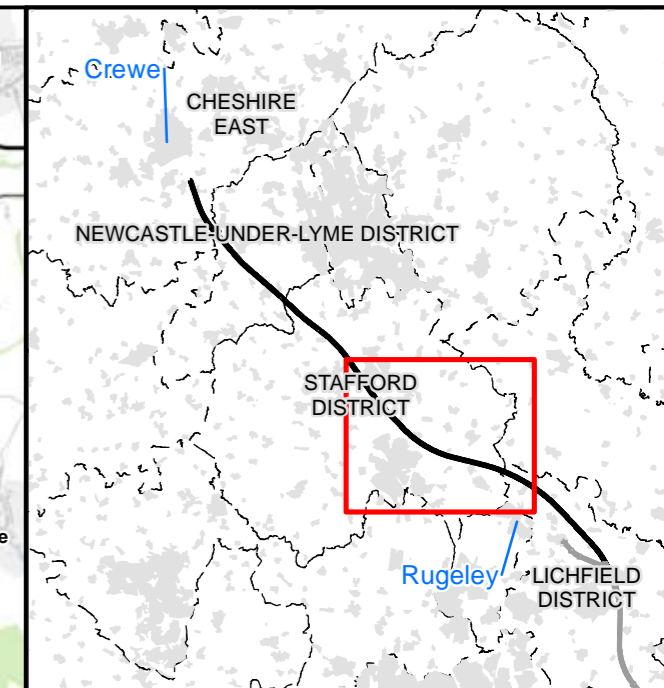 Crewe
CHESHIRE
EAST
NEWCASTLE-UNDER-LYME DISTRICT
STAFFORD
DISTRICT
Rugeley
LICHFIELD
DISTRICT
e